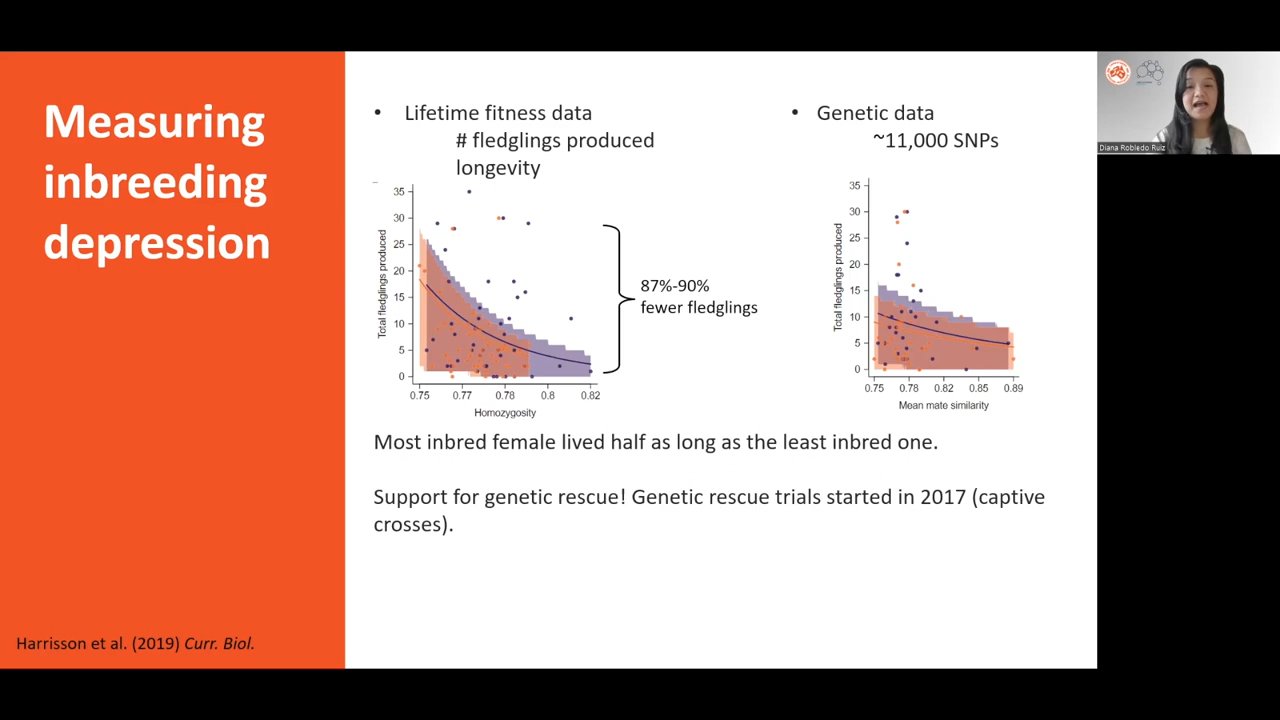 Measuring
inbreeding
depression
• Lifetime fitness data
# fledglings produced
longevity
• Genetic data
~11,000 SNPs
Total fledglings produced
35
30
25
20
15
10
5
0
0.75 0.77 0.78 0.8 0.82
Homozygosity
87%-90%
fewer fledglings
Total fledglings produced
35
30
25
20
15
10
5
0
0.75 0.78 0.82 0.85 0.89
Mean mate similarity
Most inbred female lived half as long as the least inbred one.
Support for genetic rescue! Genetic rescue trials started in 2017 (captive
crosses).
Harrisson et al. (2019) Curr. Biol.
Diana Robledo Ruiz